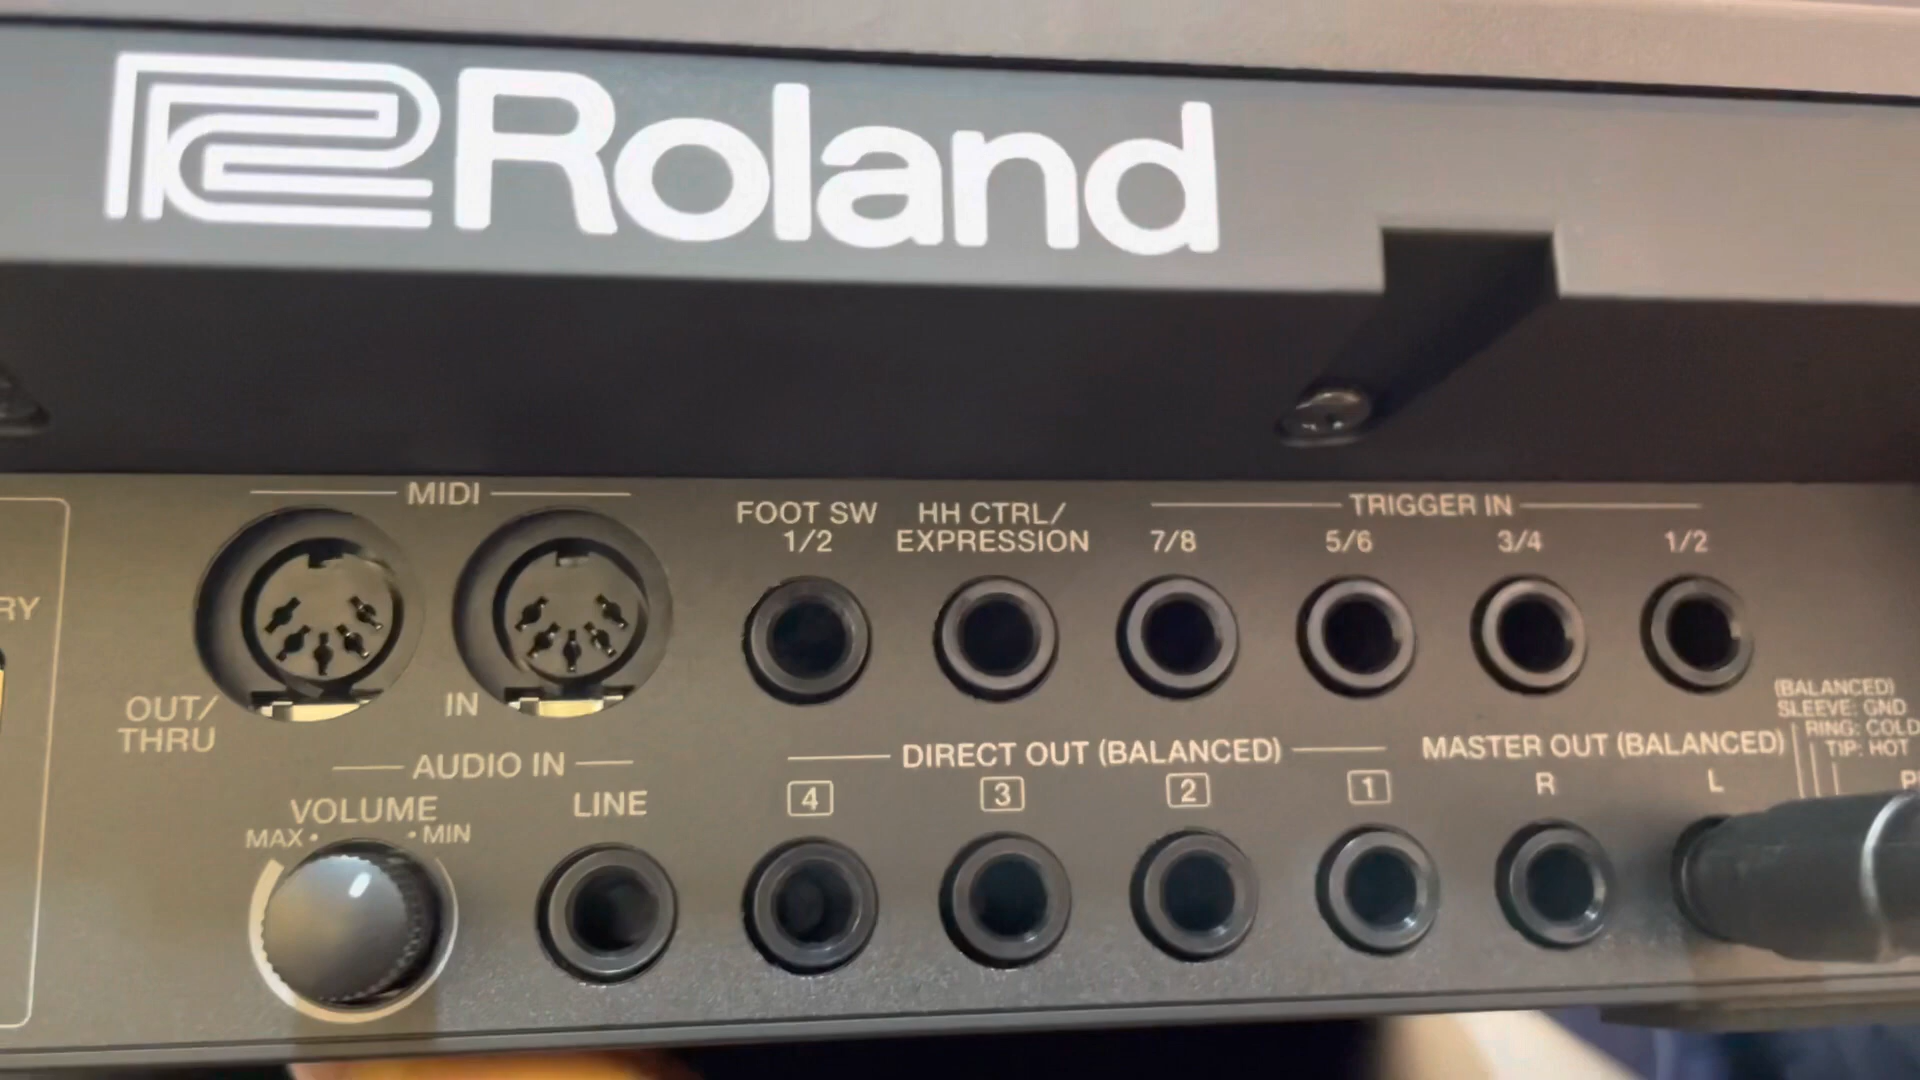 Roland
MIDI
FOOT SW
1/2
HH CTRL/
EXPRESSION
TRIGGER IN
7/8
5/6
3/4
1/2
RY
OUT/
THRU
IN
(BALANCED)
SLEEVE: GND
RING: COLD
TIP: HOT
AUDIO IN
VOLUME
MAX
MIN
LINE
DIRECT OUT (BALANCED)
4
3
2
1
MASTER OUT (BALANCED)
R
L